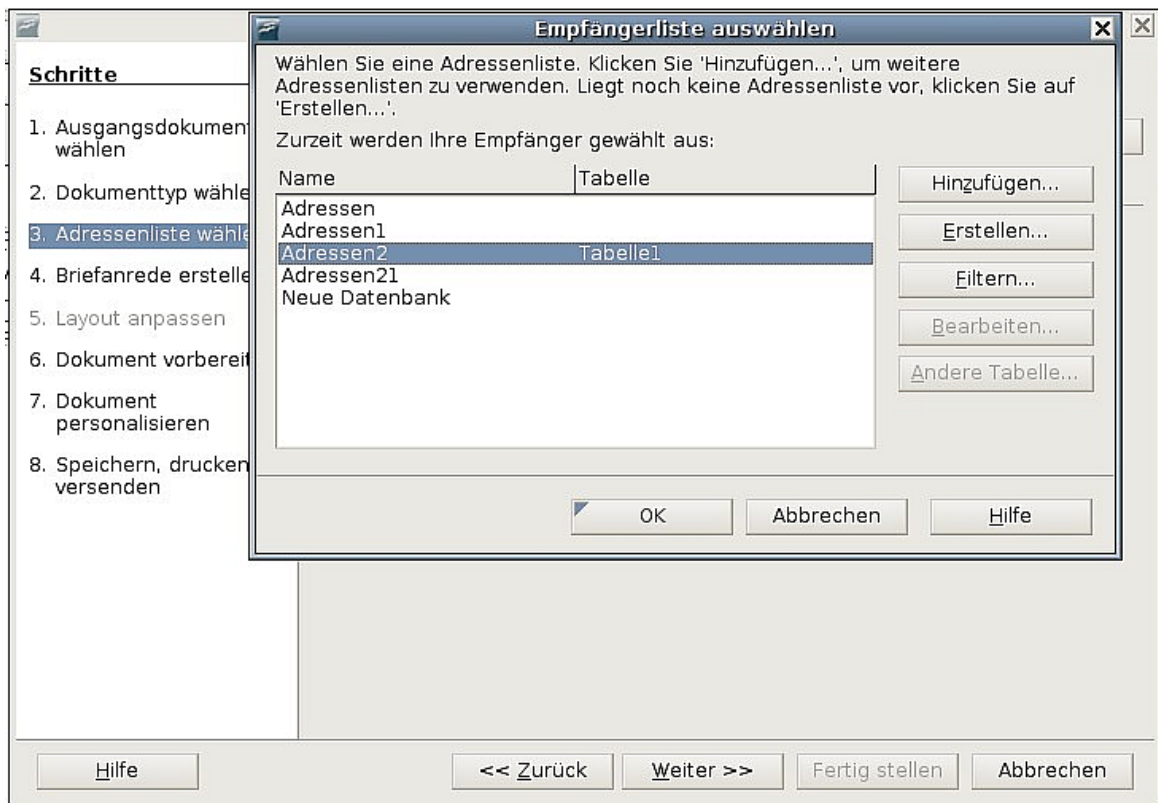 Empfängerliste auswählen
Schritte
1. Ausgangsdokument
wählen
2. Dokumenttyp wähle
3. Adressenliste wähle
4. Briefanrede erstelle
5. Layout anpassen
6. Dokument vorbereit
7. Dokument
personalisieren
8. Speichern, drucken
versenden
Wählen Sie eine Adressenliste. Klicken Sie 'Hinzufügen...', um weitere
Adressenlisten zu verwenden. Liegt noch keine Adressenliste vor, klicken Sie auf
'Erstellen...'.
Zurzeit werden Ihre Empfänger gewählt aus:
Name Tabelle
Adressen
Adressen1
Adressen2 Tabelle1
Adressen21
Neue Datenbank
Hinzufügen...
Erstellen...
Filtern...
Bearbeiten...
Andere Tabelle...
OK Abbrechen Hilfe
Hilfe << Zurück Weiter >> Fertig stellen Abbrechen